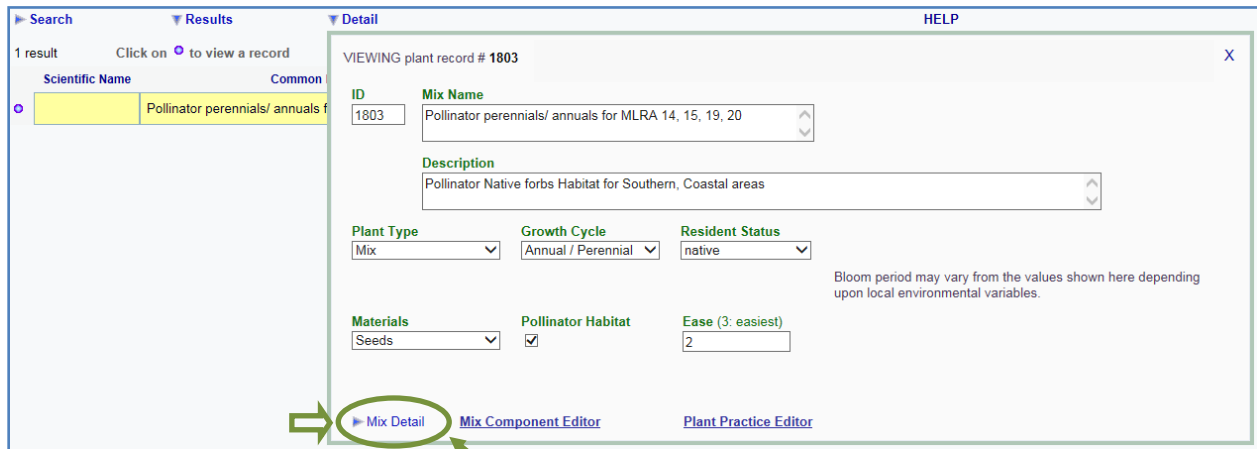 Search Results Detail HELP
1 result Click on to view a record
Scientific Name Common
Pollinator perennials/ annuals f
VIEWING plant record # 1803 X
ID Mix Name
1803 Pollinator perennials/ annuals for MLRA 14, 15, 19, 20
Description
Pollinator Native forbs Habitat for Southern, Coastal areas
Plant Type Growth Cycle Resident Status
Mix Annual / Perennial native
Bloom period may vary from the values shown here depending
upon local environmental variables.
Materials Pollinator Habitat Ease (3: easiest)
Seeds 2
Mix Detail Mix Component Editor Plant Practice Editor